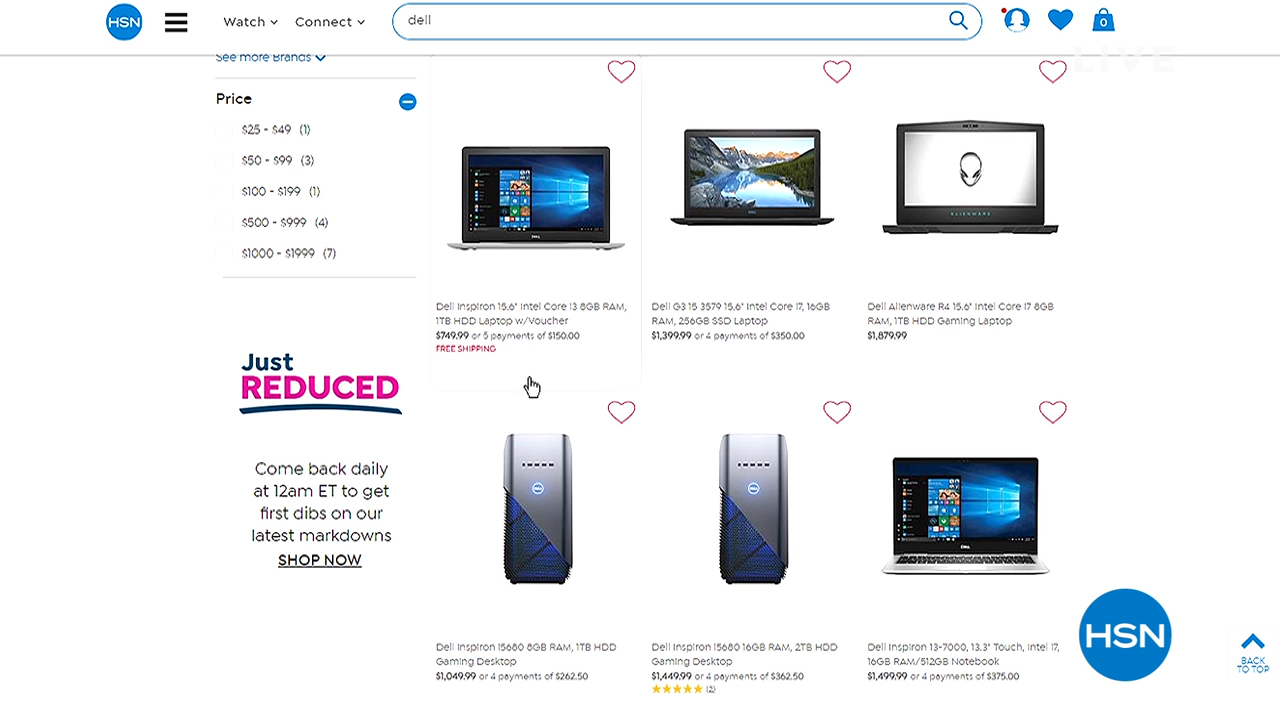 HSN
Watch
Connect
dell
0
LIVE
See more Brands
Price
$25 - $49 (1)
$50 - $99 (3)
$100 - $199 (1)
$500 - $999 (4)
$1000 - $1999 (7)
Just
REDUCED
Come back daily
at 12am ET to get
first dibs on our
latest markdowns
SHOP NOW
DELL
Dell Inspiron 15.6" Intel Core i3 8GB RAM,
1TB HDD Laptop w/Voucher
$749.99 or 5 payments of $150.00
FREE SHIPPING
Dell G3 15 3579 15.6" Intel Core i7, 16GB
RAM, 256GB SSD Laptop
$1,399.99 or 4 payments of $350.00
ALIENWARE
Dell Alienware R4 15.6" Intel Core i7 8GB
RAM, 1TB HDD Gaming Laptop
$1,879.99
DELL
Dell Inspiron i5680 8GB RAM, 1TB HDD
Gaming Desktop
$1,049.99 or 4 payments of $262.50
DELL
Dell Inspiron i5680 16GB RAM, 2TB HDD
Gaming Desktop
$1,449.99 or 4 payments of $362.50
(2)
DELL
Dell Inspiron 13-7000, 13.3" Touch, Intel i7,
16GB RAM/512GB Notebook
$1,499.99 or 4 payments of $375.00
HSN
BACK
TO TOP